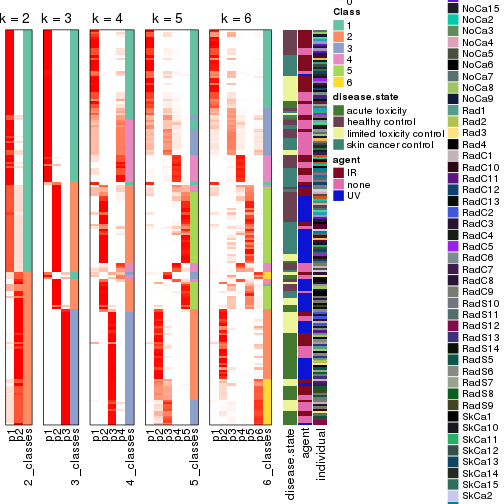 k = 2 k = 3 k = 4 k = 5 k = 6
p1 p2 2_classes p1 p2 p3 3_classes p1 p2 p3 p4 4_classes p1 p2 p3 p4 p5 5_classes p1 p2 p3 p4 p5 p6 6_classes disease.state agent individual
0
Class
1
2
3
4
5
6
disease.state
acute toxicity
healthy control
limited toxicity control
skin cancer control
agent
IR
none
UV
NoCa15
NoCa2
NoCa3
NoCa4
NoCa5
NoCa6
NoCa7
NoCa8
NoCa9
Rad1
Rad2
Rad3
Rad4
RadC1
RadC10
RadC11
RadC12
RadC13
RadC2
RadC3
RadC4
RadC5
RadC6
RadC7
RadC8
RadC9
RadS10
RadS11
RadS12
RadS13
RadS14
RadS5
RadS6
RadS7
RadS8
RadS9
SkCa1
SkCa10
SkCa11
SkCa12
SkCa13
SkCa14
SkCa15
SkCa2